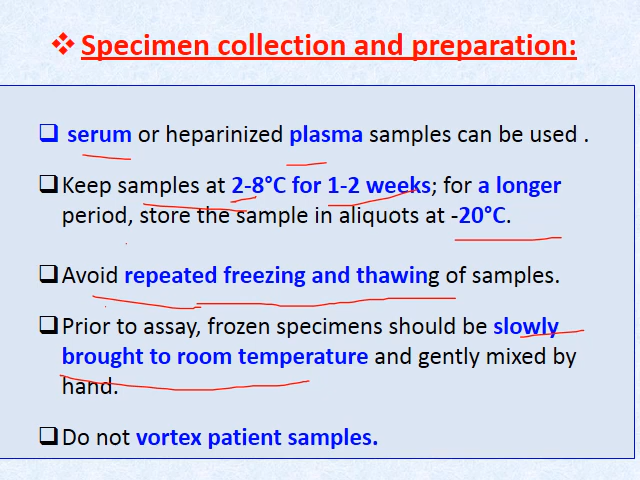 ❖ Specimen collection and preparation:
❑ serum or heparinized plasma samples can be used .
❑Keep samples at 2-8°C for 1-2 weeks; for a longer
period, store the sample in aliquots at -20°C.
❑Avoid repeated freezing and thawing of samples.
❑Prior to assay, frozen specimens should be slowly
brought to room temperature and gently mixed by
hand.
❑Do not vortex patient samples.